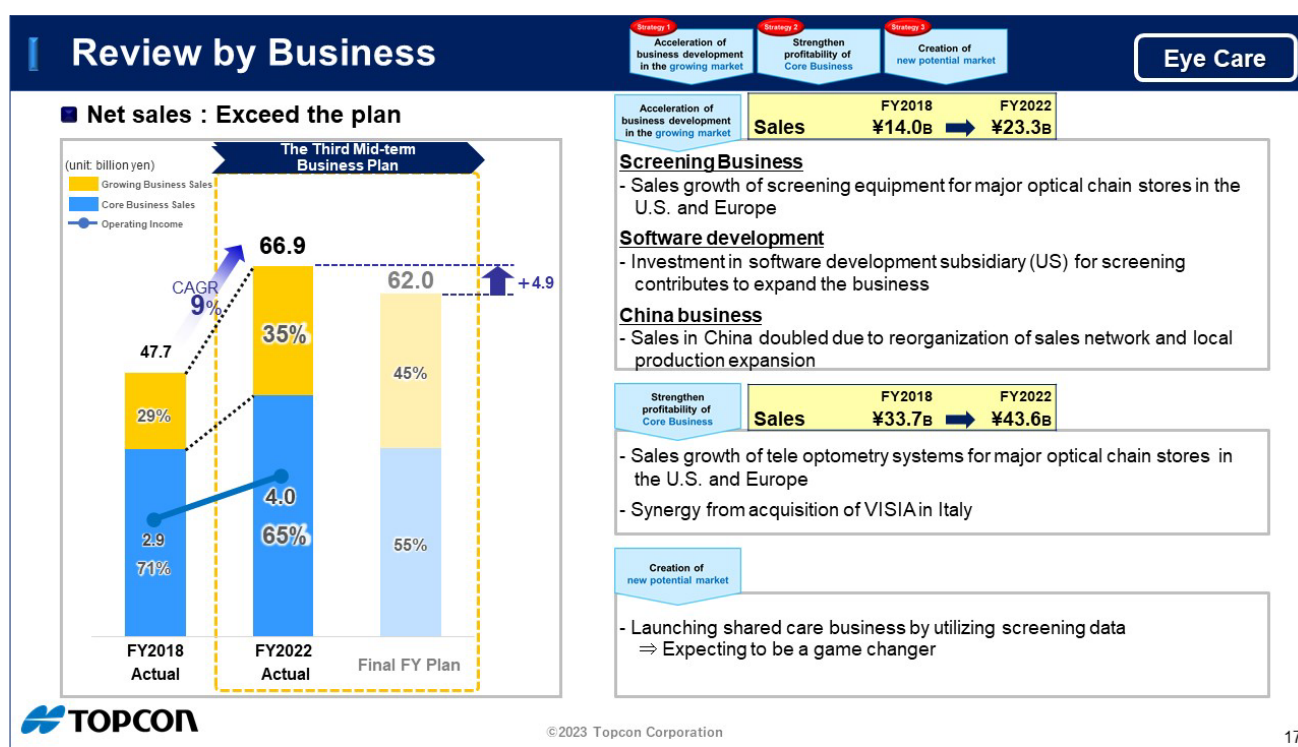 Review by Business
Strategy 1
Acceleration of
business development
in the growing market
Strategy 2
Strengthen
profitability of
Core Business
Strategy 3
Creation of
new potential market
Eye Care
Net sales : Exceed the plan
(unit: billion yen)
Growing Business Sales
Core Business Sales
Operating Income
The Third Mid-term
Business Plan
CAGR
9%
47.7
29%
2.9
71%
66.9
35%
4.0
65%
62.0
45%
55%
+4.9
FY2018
Actual
FY2022
Actual
Final FY Plan
Acceleration of
business development
in the growing market
FY2018 FY2022
Sales ¥14.0B ¥23.3B
Screening Business
- Sales growth of screening equipment for major optical chain stores in the
U.S. and Europe
Software development
- Investment in software development subsidiary (US) for screening
contributes to expand the business
China business
- Sales in China doubled due to reorganization of sales network and local
production expansion
Strengthen
profitability of
Core Business
FY2018 FY2022
Sales ¥33.7B ¥43.6B
- Sales growth of tele optometry systems for major optical chain stores in
the U.S. and Europe
- Synergy from acquisition of VISIA in Italy
Creation of
new potential market
- Launching shared care business by utilizing screening data
⇒ Expecting to be a game changer
TOPCON
©2023 Topcon Corporation
17